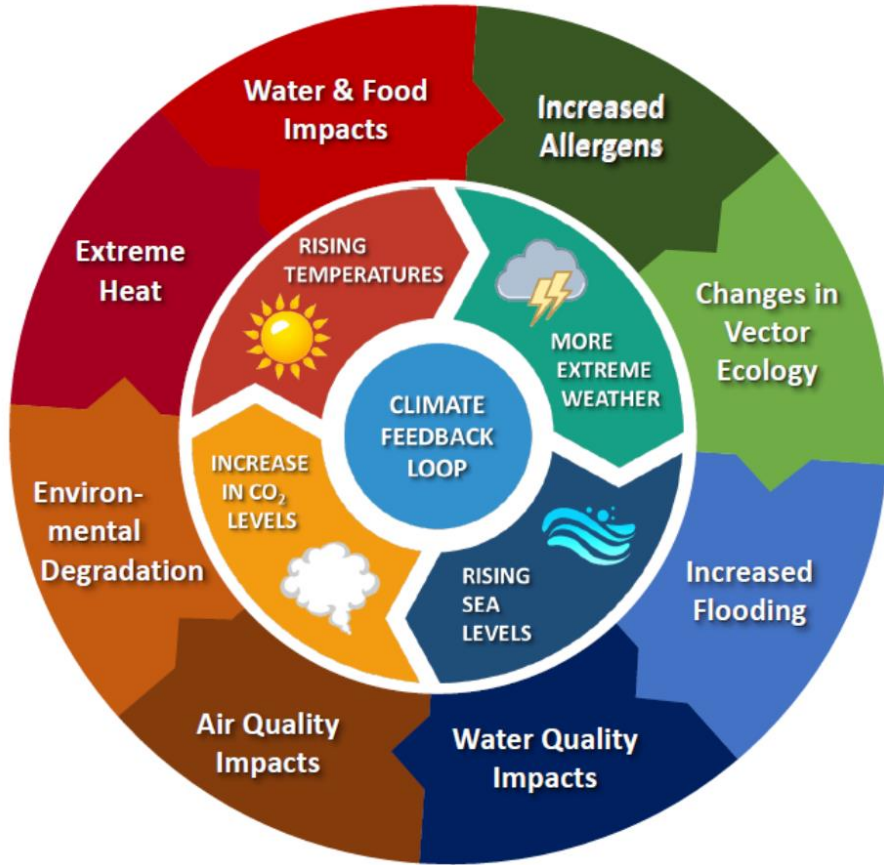 Water & Food
Impacts
Increased
Allergens
Changes in
Vector
Ecology
Increased
Flooding
Water Quality
Impacts
Air Quality
Impacts
Environ-
mental
Degradation
Extreme
Heat
RISING
TEMPERATURES
MORE
EXTREME
WEATHER
RISING
SEA
LEVELS
INCREASE
IN CO₂
LEVELS
CLIMATE
FEEDBACK
LOOP